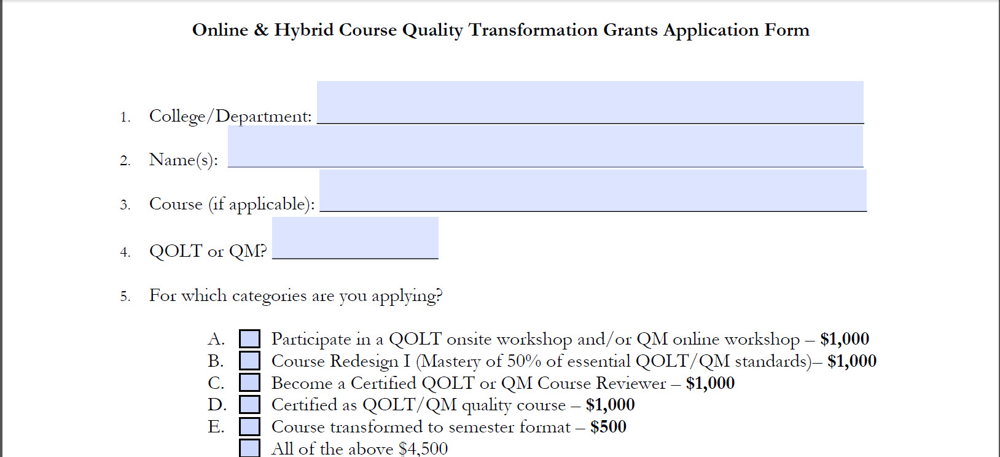 Online & Hybrid Course Quality Transformation Grants Application Form
1. College/Department:
2. Name(s):
3. Course (if applicable):
4. QOLT or QM?
5. For which categories are you applying?
A. Participate in a QOLT onsite workshop and/or QM online workshop – $1,000
B. Course Redesign I (Mastery of 50% of essential QOLT/QM standards)– $1,000
C. Become a Certified QOLT or QM Course Reviewer – $1,000
D. Certified as QOLT/QM quality course – $1,000
E. Course transformed to semester format – $500
All of the above $4,500